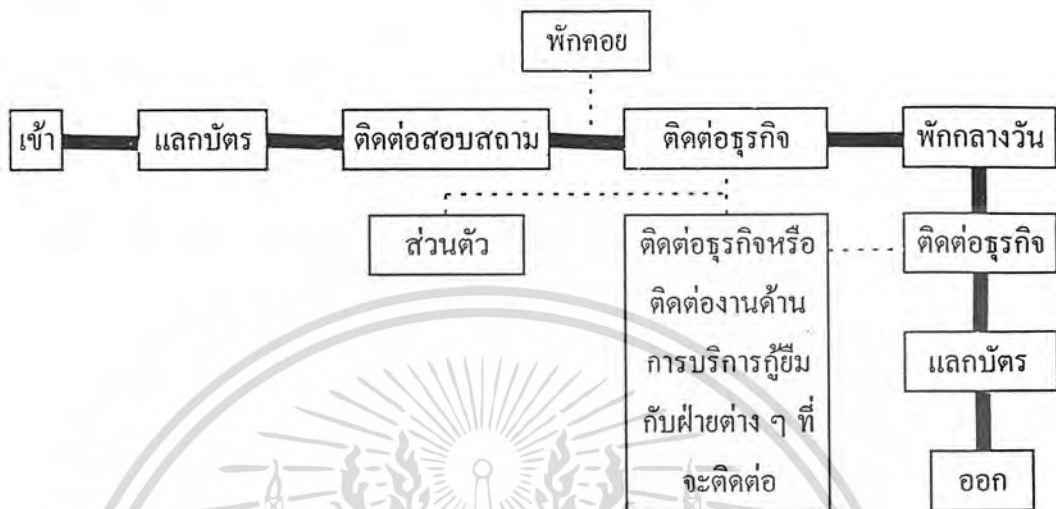 พักคอย
เข้า
แลกบัตร
ติดต่อสอบสถาม
ติดต่อธุรกิจ
พักกลางวัน
ส่วนตัว
ติดต่อธุรกิจหรือ
ติดต่องานด้าน
การบริการกู้ยืม
กับฝ่ายต่าง ๆ ที่
จะติดต่อ
ติดต่อธุรกิจ
แลกบัตร
ออก